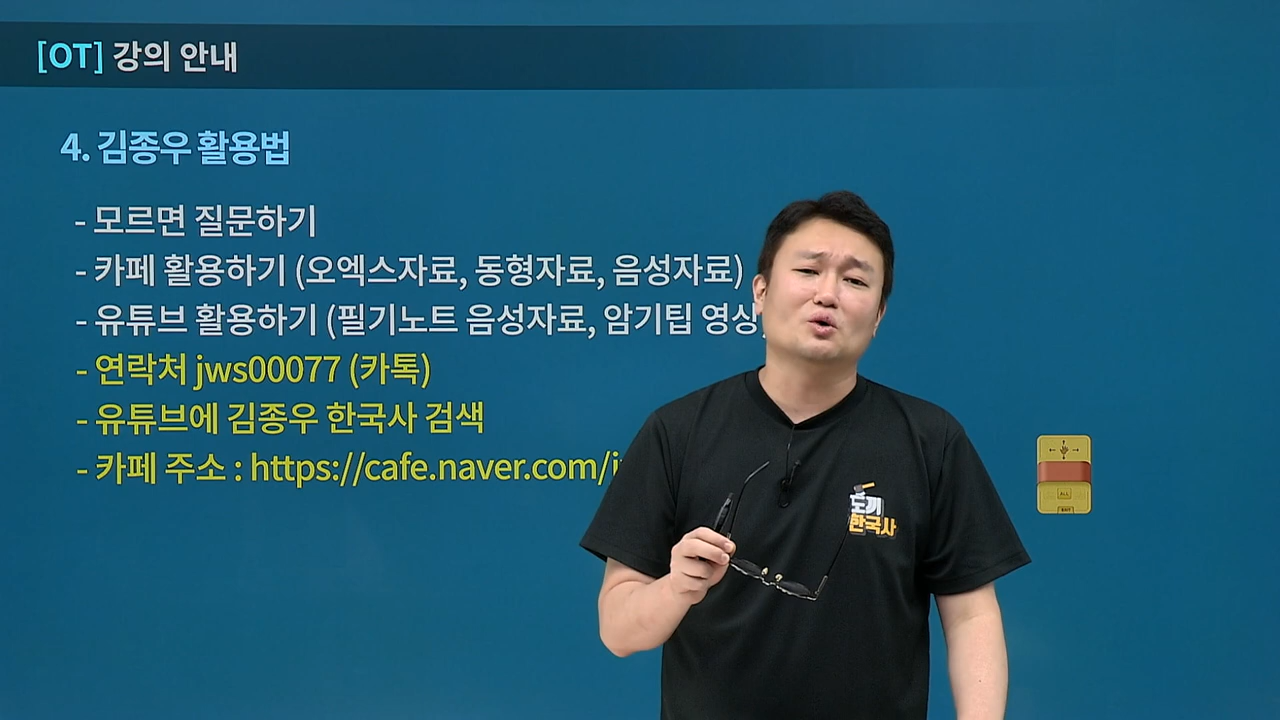 [OT] 강의 안내
4. 김종우 활용법
- 모르면 질문하기
- 카페 활용하기 (오엑스자료, 동형자료, 음성자료)
- 유튜브 활용하기 (필기노트 음성자료, 암기팁 영상
- 연락처 jws00077 (카톡)
- 유튜브에 김종우 한국사 검색
- 카페 주소 : https://cafe.naver.com/j
도끼
한국사
ALL